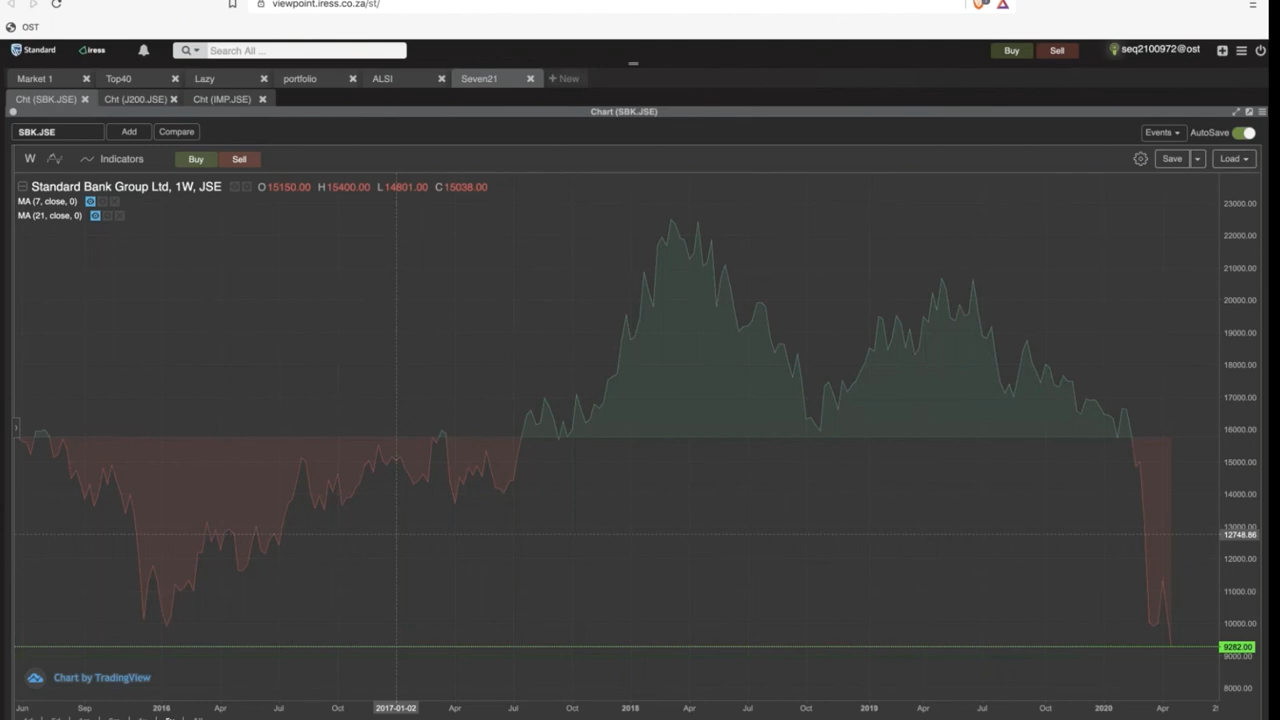 viewpoint.iress.co.za/st/
OST
Standard iress Search All ... Buy Sell seq2100972@ost
Market 1 Top40 Lazy portfolio ALSI Seven21 New
Cht (SBK.JSE) Cht (J200.JSE) Cht (IMP.JSE)
Chart (SBK.JSE)
SBK.JSE Add Compare Events AutoSave
W Indicators Buy Sell Save Load
Standard Bank Group Ltd, 1W, JSE O15150.00 H15400.00 L14801.00 C15038.00
MA (7, close, 0)
MA (21, close, 0)
23000.00
22000.00
21000.00
20000.00
19000.00
18000.00
17000.00
16000.00
15000.00
14000.00
13000.00
12748.86
12000.00
11000.00
10000.00
9282.00
9000.00
8000.00
Chart by TradingView
Jun Sep 2016 Apr Jul Oct 2017-01-02 Apr Jul Oct 2018 Apr Jul Oct 2019 Apr Jul Oct 2020 Apr